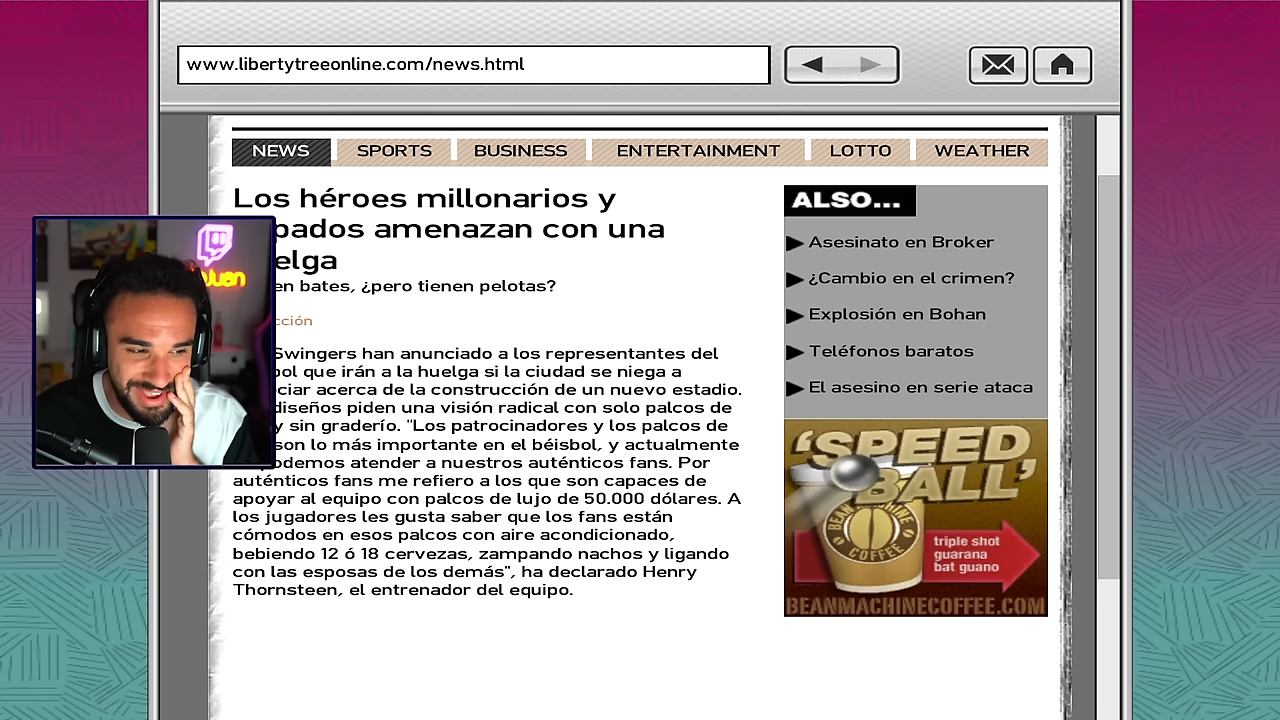 www.libertytreeonline.com/news.html
NEWS
SPORTS
BUSINESS
ENTERTAINMENT
LOTTO
WEATHER
Los héroes millonarios y
pados amenazan con una
elga
en bates, ¿pero tienen pelotas?
cción
Swingers han anunciado a los representantes del
bol que irán a la huelga si la ciudad se niega a
ciar acerca de la construcción de un nuevo estadio.
diseños piden una visión radical con solo palcos de
y sin graderío. "Los patrocinadores y los palcos de
son lo más importante en el béisbol, y actualmente
podemos atender a nuestros auténticos fans. Por
auténticos fans me refiero a los que son capaces de
apoyar al equipo con palcos de lujo de 50.000 dólares. A
los jugadores les gusta saber que los fans están
cómodos en esos palcos con aire acondicionado,
bebiendo 12 ó 18 cervezas, zampando nachos y ligando
con las esposas de los demás", ha declarado Henry
Thornsteen, el entrenador del equipo.
ALSO...
Asesinato en Broker
¿Cambio en el crimen?
Explosión en Bohan
Teléfonos baratos
El asesino en serie ataca
'SPEED
BALL'
BEAN MACHINE
COFFEE
triple shot
guarana
bat guano
BEANMACHINECOFFEE.COM